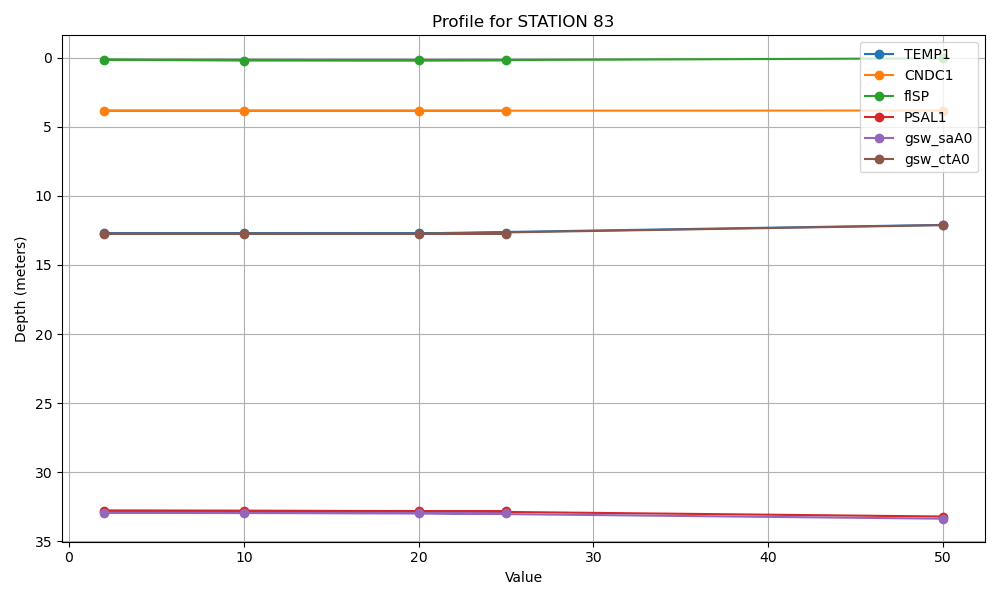 Profile for STATION 83
TEMP1
CNDC1
flSP
PSAL1
gsw_saA0
gsw_ctA0
Depth (meters)
0
5
10
15
20
25
30
35
0 10 20 30 40 50
Value